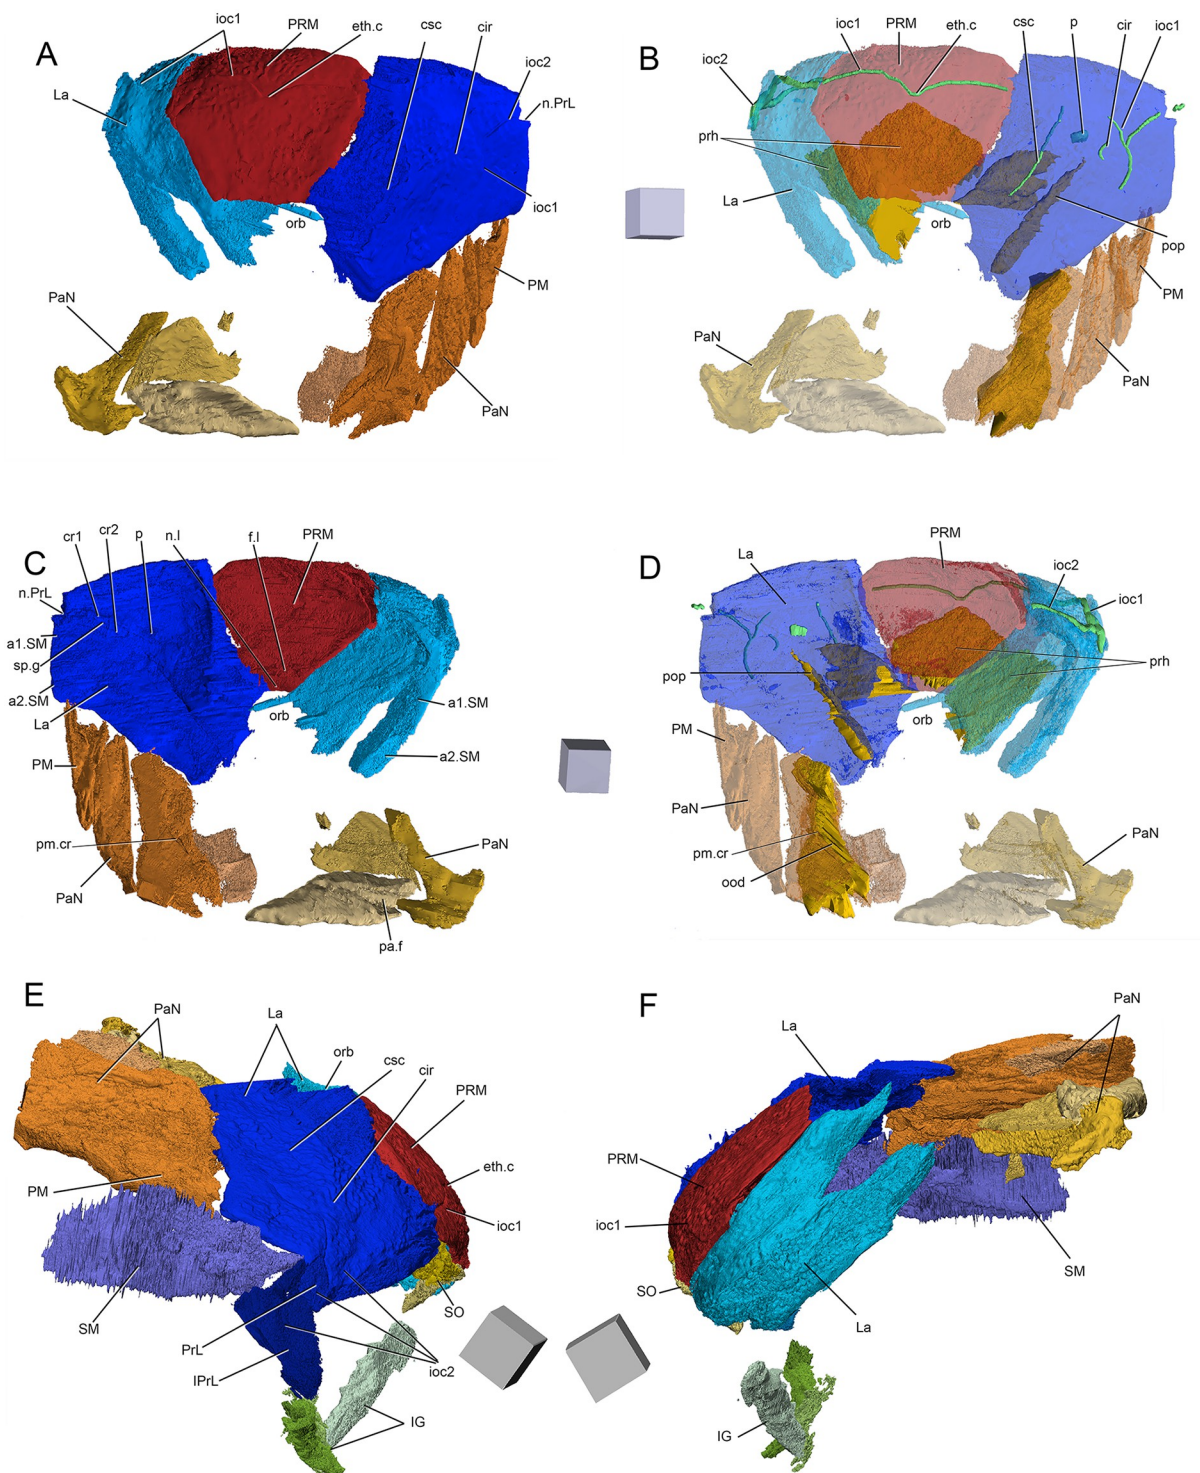 A
ioc1
PRM
eth.c
csc
cir
ioc2
n.PrL
La
ioc1
orb
PM
PaN
PaN
B
ioc1
PRM
eth.c
csc
p
cir
ioc1
ioc2
prh
La
orb
pop
PM
PaN
PaN
C
cr1
cr2
p
n.l
f.l
PRM
n.PrL
a1.SM
sp.g
a2.SM
La
orb
a1.SM
a2.SM
PM
pm.cr
PaN
PaN
pa.f
D
PRM
La
ioc2
ioc1
prh
pop
orb
PM
PaN
pm.cr
ood
PaN
E
PaN
La
orb
csc
cir
PRM
eth.c
ioc1
PM
SM
SO
PrL
ioc2
lPrL
IG
F
PaN
La
PRM
ioc1
SM
SO
La
IG